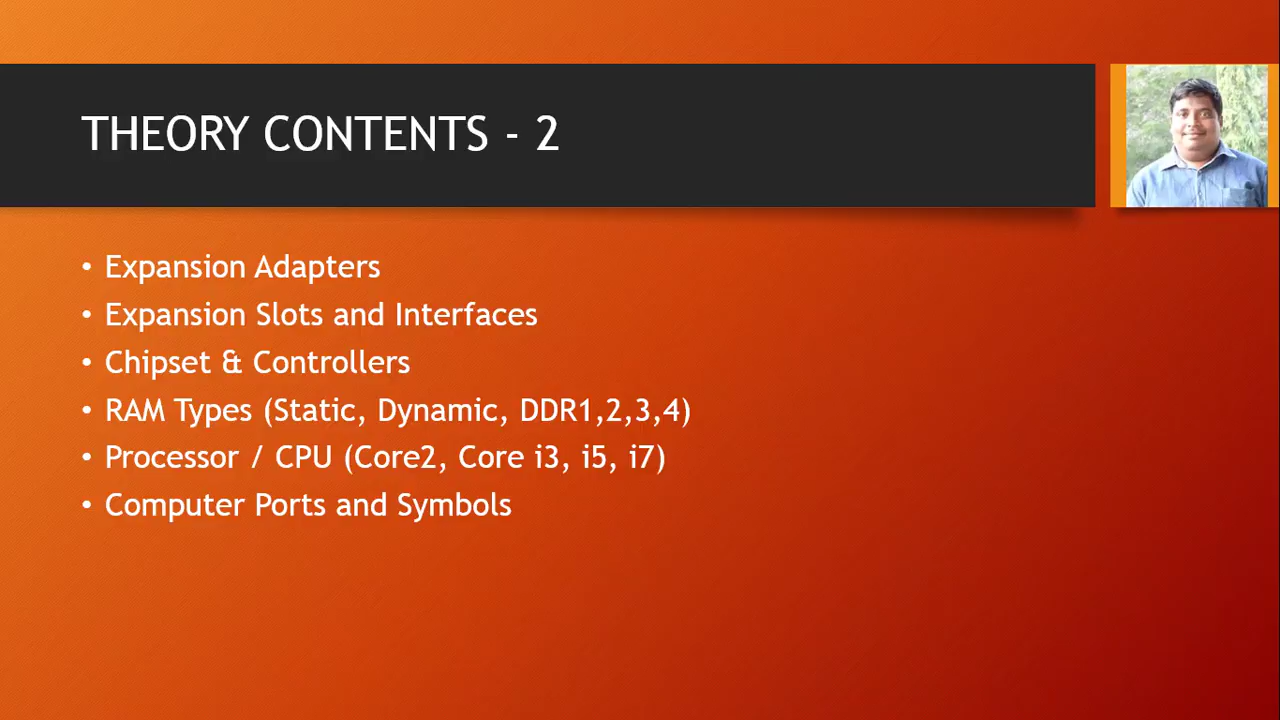 THEORY CONTENTS - 2
• Expansion Adapters
• Expansion Slots and Interfaces
• Chipset & Controllers
• RAM Types (Static, Dynamic, DDR1,2,3,4)
• Processor / CPU (Core2, Core i3, i5, i7)
• Computer Ports and Symbols